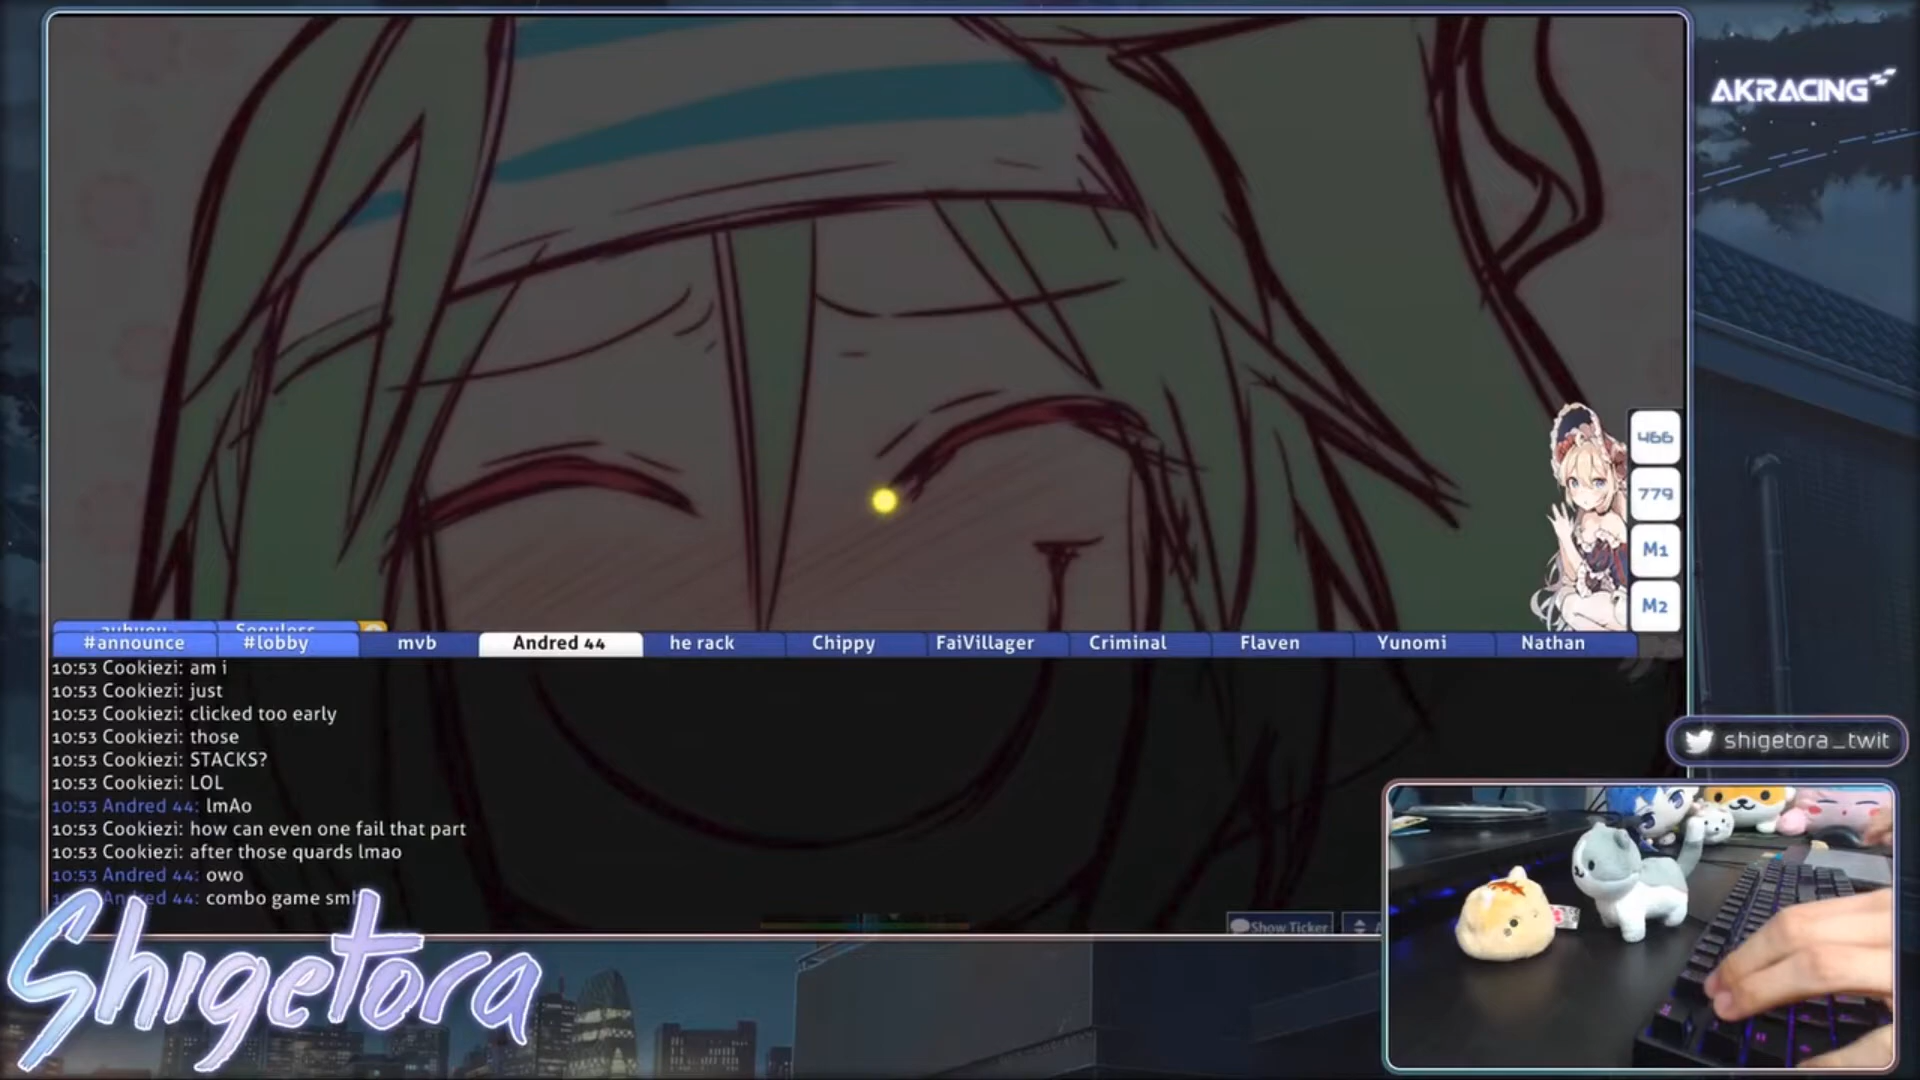 AKRACING
466
779
M1
M2
#announce #lobby mvb Andred 44 he rack Chippy FaiVillager Criminal Flaven Yunomi Nathan
10:53 Cookiezi: am i
10:53 Cookiezi: just
10:53 Cookiezi: clicked too early
10:53 Cookiezi: those
10:53 Cookiezi: STACKS?
10:53 Cookiezi: LOL
10:53 Andred 44: lmAo
10:53 Cookiezi: how can even one fail that part
10:53 Cookiezi: after those quards lmao
10:53 Andred 44: owo
Andred 44: combo game smh
Show Ticker
shigetora_twit
Shigetora